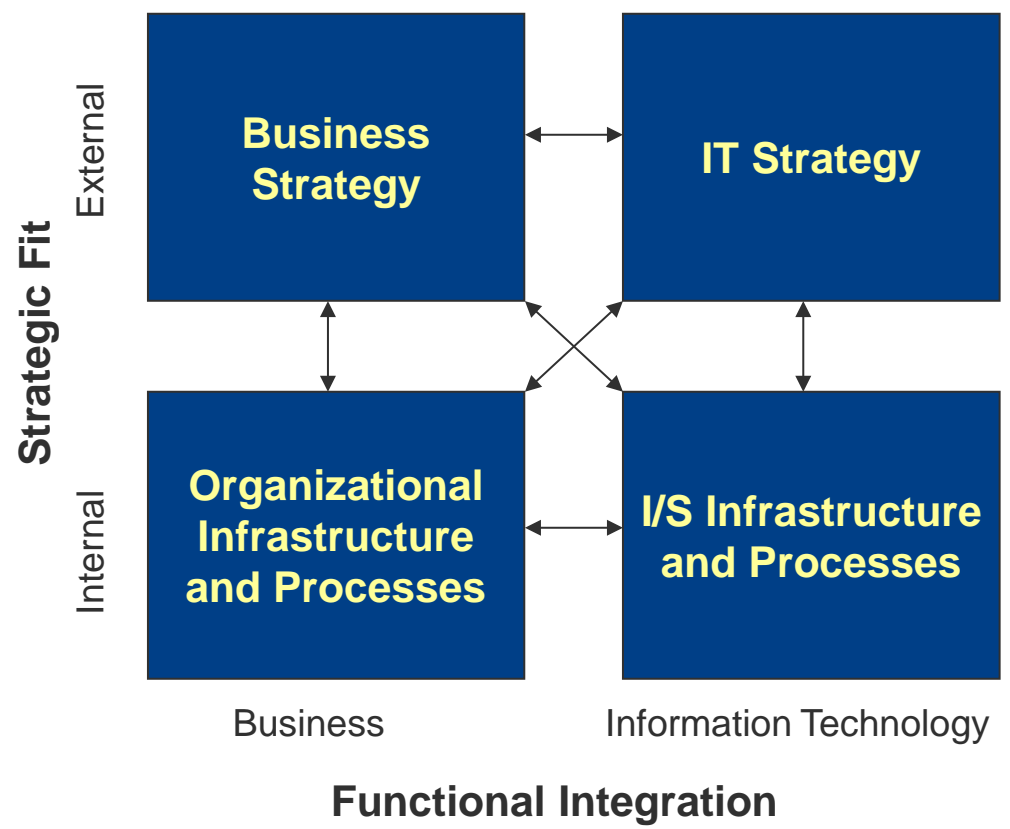 Strategic Fit
External
Business
Strategy
IT Strategy
Internal
Organizational
Infrastructure
and Processes
I/S Infrastructure
and Processes
Business
Information Technology
Functional Integration